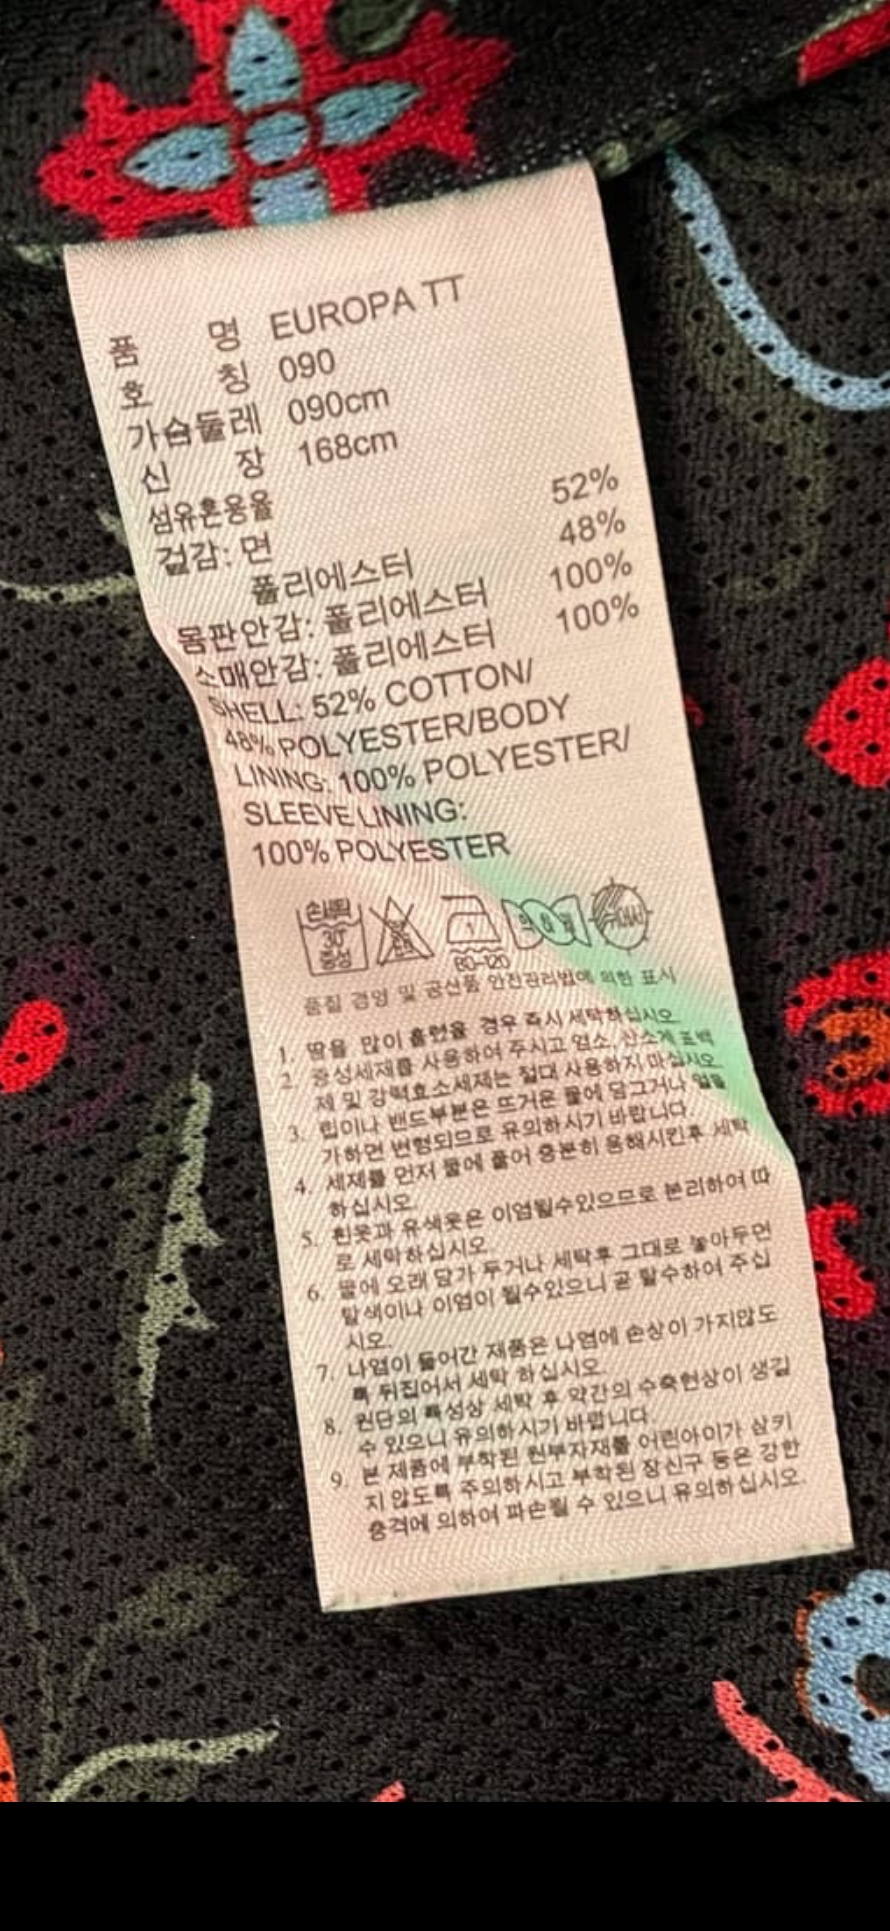 품 명 EUROPA TT
호 칭 090
가슴둘레 090cm
신 장 168cm
섬유혼용율
겉감: 면 52%
폴리에스터 48%
몸판안감: 폴리에스터 100%
소매안감: 폴리에스터 100%
SHELL: 52% COTTON/
48% POLYESTER/BODY
LINING: 100% POLYESTER/
SLEEVE LINING:
100% POLYESTER
손세탁 30° 중성 1 80~120 약하게
품질 경영 및 공산품 안전관리법에 의한 표시
1. 땀을 많이 흘렸을 경우 즉시 세탁하십시오.
2. 중성세제를 사용하여 주시고 염소, 산소계 표백
제 및 강력효소세제는 절대 사용하지 마십시오.
3. 립이나 밴드부분은 뜨거운 물에 담그거나 열을
가하면 변형되므로 유의하시기 바랍니다.
4. 세제를 먼저 물에 풀어 충분히 용해시킨후 세탁
하십시오.
5. 흰옷과 유색옷은 이염될수있으므로 분리하여 따
로 세탁하십시오.
6. 물에 오래 담가 두거나 세탁후 그대로 놓아두면
탈색이나 이염이 될수있으니 곧 탈수하여 주십
시오.
7. 나염이 들어간 제품은 나염에 손상이 가지않도
록 뒤집어서 세탁 하십시오.
8. 원단의 특성상 세탁 후 약간의 수축현상이 생길
수 있으니 유의하시기 바랍니다.
9. 본 제품에 부착된 원부자재를 어린아이가 삼키
지 않도록 주의하시고 부착된 장신구 등은 강한
충격에 의하여 파손될 수 있으니 유의하십시오.